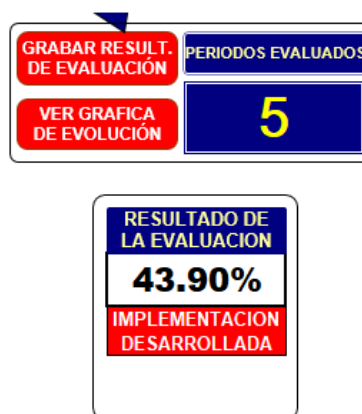 GRABAR RESULT.
DE EVALUACIÓN
PERIODOS EVALUADOS
VER GRAFICA
DE EVOLUCIÓN
5
RESULTADO DE
LA EVALUACION
43.90%
IMPLEMENTACION
DESARROLLADA